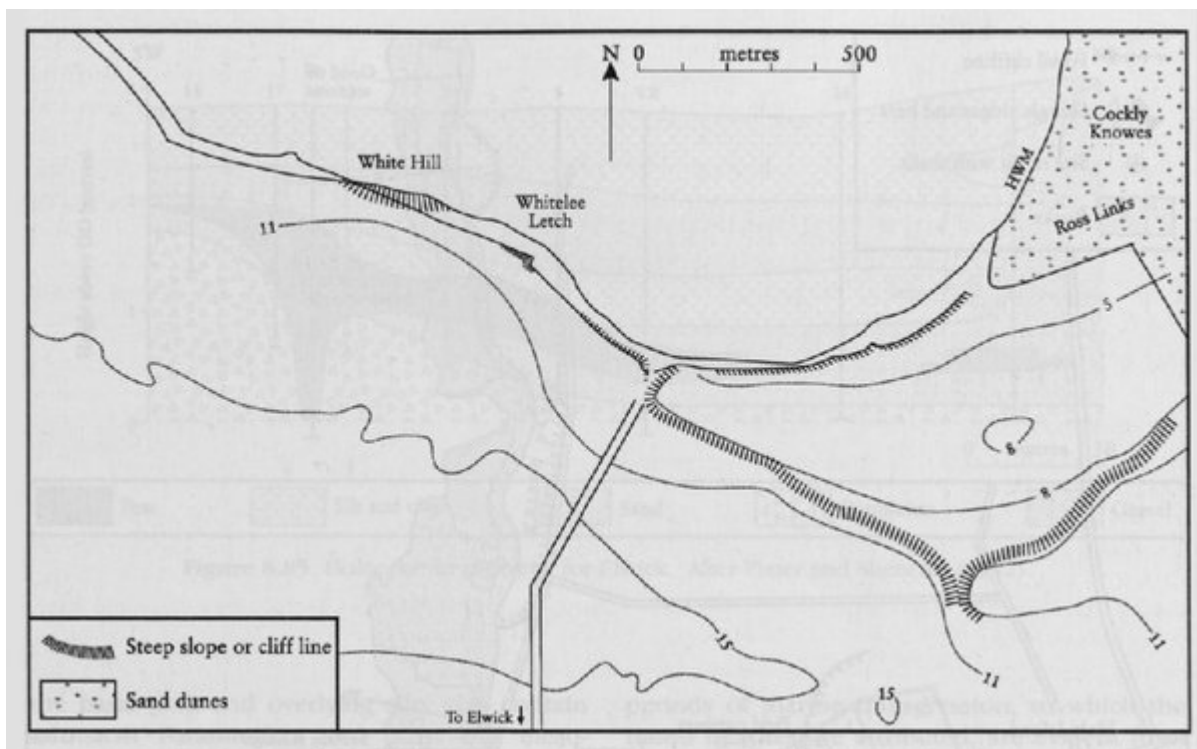 N 0 metres 500
Cockly
Knowes
White Hill
HWM
Whitelee
Letch
Ross Links
11
5
8
8
15
11
11
15
Steep slope or cliff line
Sand dunes
To Elwick